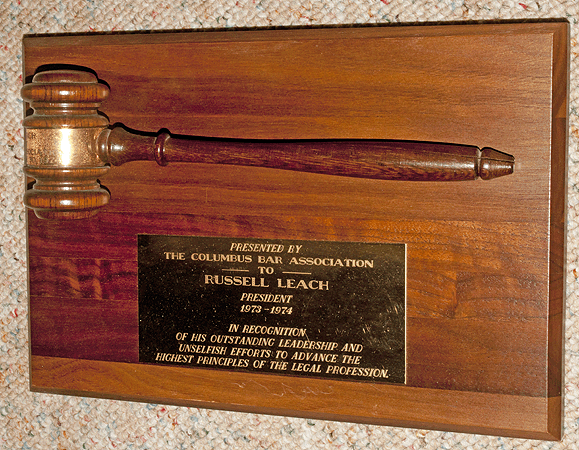 PRESENTED BY
THE COLUMBUS BAR ASSOCIATION
TO
RUSSELL LEACH
PRESIDENT
1973-1974
IN RECOGNITION
OF HIS OUTSTANDING LEADERSHIP AND
UNSELFISH EFFORTS TO ADVANCE THE
HIGHEST PRINCIPLES OF THE LEGAL PROFESSION.